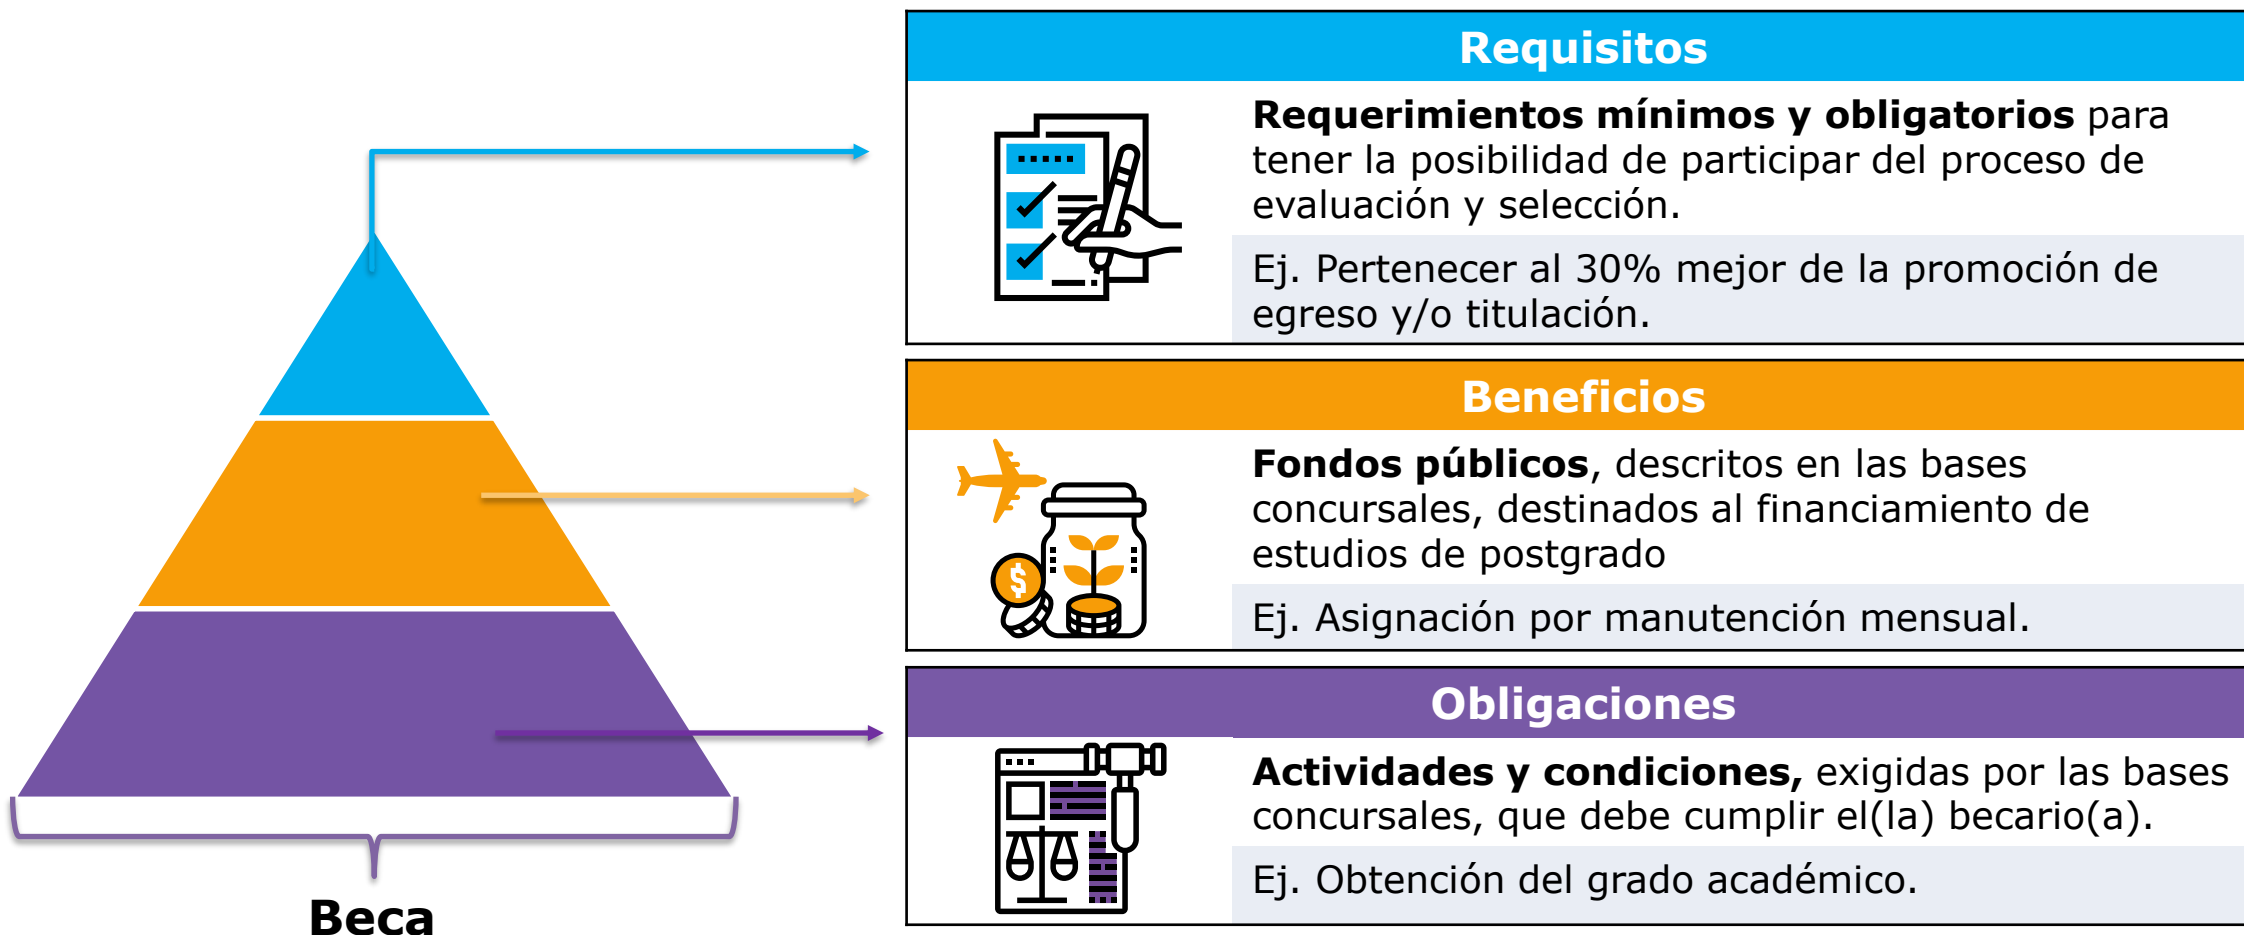 Requisitos
Requerimientos mínimos y obligatorios para
tener la posibilidad de participar del proceso de
evaluación y selección.
Ej. Pertenecer al 30% mejor de la promoción de
egreso y/o titulación.
Beneficios
Fondos públicos, descritos en las bases
concursales, destinados al financiamiento de
estudios de postgrado
$
Ej. Asignación por manutención mensual.
Obligaciones
Actividades y condiciones, exigidas por las bases
concursales, que debe cumplir el(la) becario(a).
Ej. Obtención del grado académico.
Beca